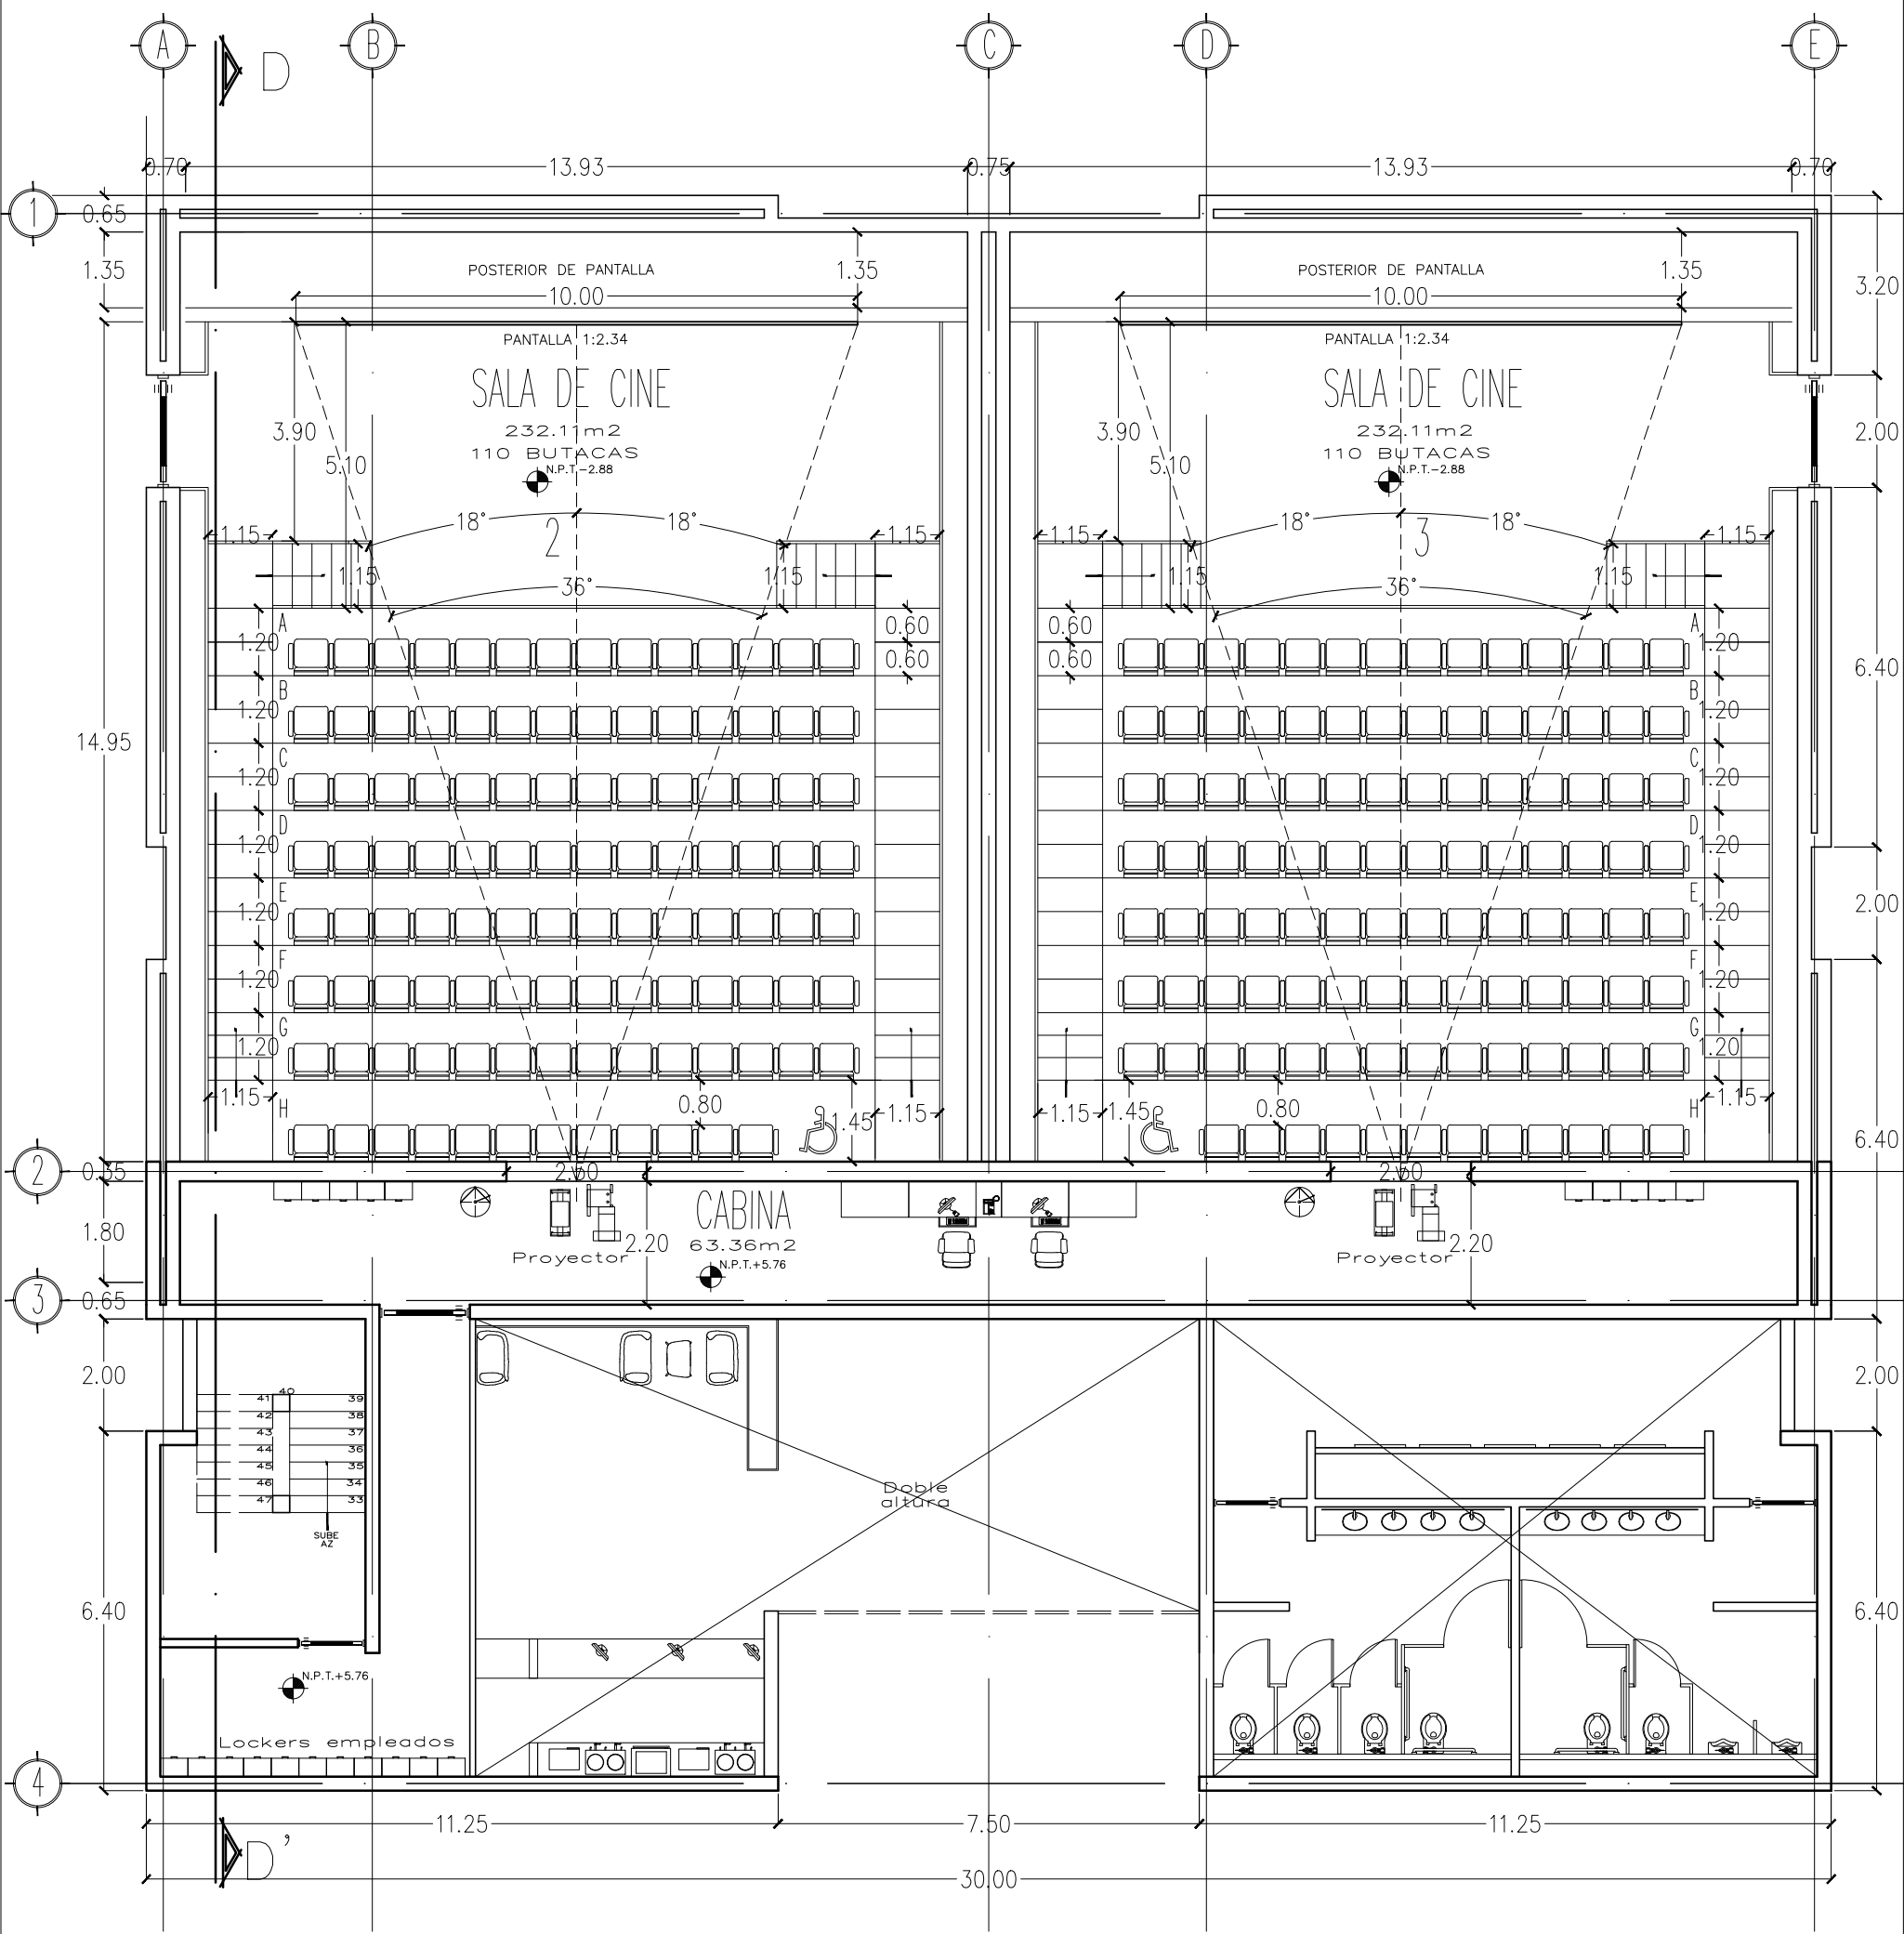 A B C D E
D
0.70 13.93 0.75 13.93 0.70
1 0.65
1.35 POSTERIOR DE PANTALLA 1.35 POSTERIOR DE PANTALLA 1.35
3.20
10.00 10.00
PANTALLA 1:2.34 PANTALLA 1:2.34
SALA DE CINE SALA DE CINE
232.11m2 232.11m2
3.90 3.90 2.00
110 BUTACAS 110 BUTACAS
5.10 N.P.T.-2.88 5.10 N.P.T.-2.88
18° 18° 18° 18°
1.15 2 1.15 1.15 3 1.15
1.15 1.15 1.15 1.15
36° 36°
A 0.60 0.60 A
1.20 0.60 0.60 1.20
6.40
B B
1.20 1.20
14.95
C C
1.20 1.20
D D
1.20 1.20
E E
1.20 1.20
2.00
F F
1.20 1.20
G G
1.20 1.20
1.15 0.80 1.45 1.15 1.15 1.45 0.80 1.15
H H
6.40
2 0.35 2.50 2.50
CABINA
1.80 2.20 63.36m2 2.20
Proyector Proyector
N.P.T.+5.76
3 0.65
2.00 2.00
40
41 39
42 38
43 37
44 36
45 35
46 34
47 33
Doble
altura
SUBE
AZ
6.40 6.40
N.P.T.+5.76
Lockers empleados
4
11.25 7.50 11.25
D'
30.00